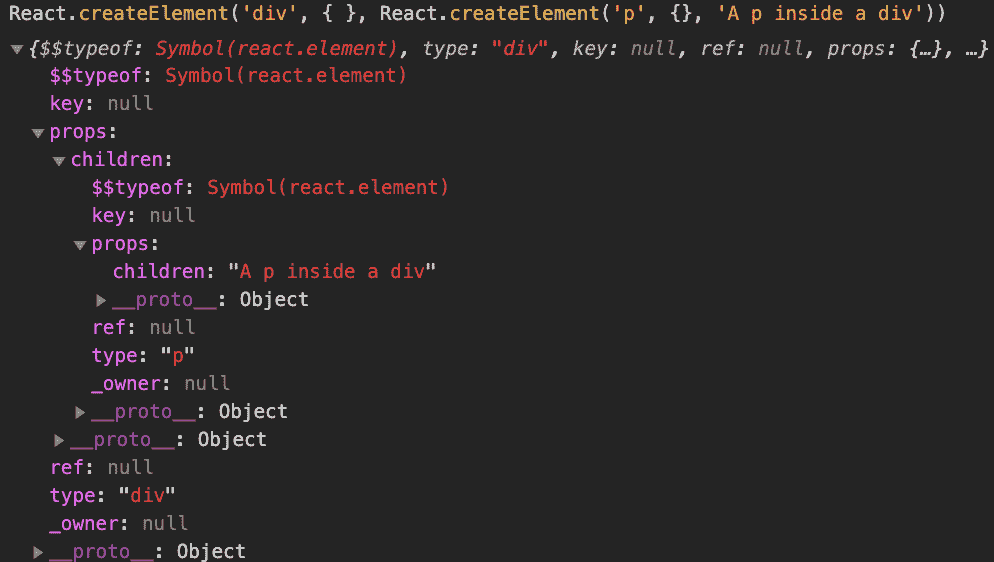 React.createElement('div', { }, React.createElement('p', {}, 'A p inside a div'))
{$$typeof: Symbol(react.element), type: "div", key: null, ref: null, props: {…}, …}
$$typeof: Symbol(react.element)
key: null
props:
children:
$$typeof: Symbol(react.element)
key: null
props:
children: "A p inside a div"
__proto__: Object
ref: null
type: "p"
_owner: null
__proto__: Object
__proto__: Object
ref: null
type: "div"
_owner: null
__proto__: Object